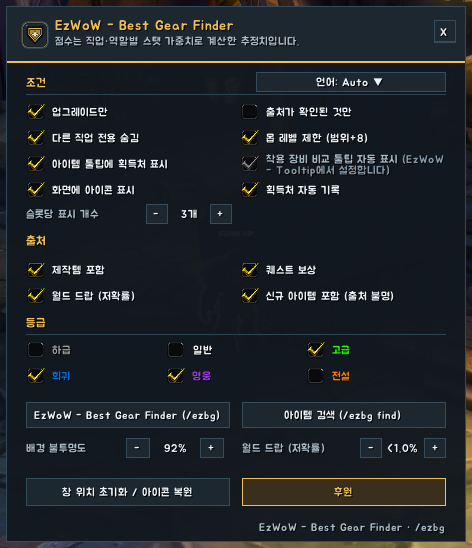 EzWoW - Best Gear Finder
점수는 직업·역할별 스탯 가중치로 계산한 추정치입니다.
X
조건
언어: Auto ▼
업그레이드만
출처가 확인된 것만
다른 직업 전용 숨김
몹 레벨 제한 (범위+8)
아이템 툴팁에 획득처 표시
착용 장비 비교 툴팁 자동 표시 (EzWoW
- Tooltip에서 설정합니다)
화면에 아이콘 표시
획득처 자동 기록
슬롯당 표시 개수
- 3개 +
출처
제작템 포함
퀘스트 보상
월드 드랍 (저확률)
신규 아이템 포함 (출처 불명)
등급
하급
일반
고급
희귀
영웅
전설
EzWoW - Best Gear Finder (/ezbg)
아이템 검색 (/ezbg find)
배경 불투명도
- 92% +
월드 드랍 (저확률)
- <1.0% +
창 위치 초기화 / 아이콘 복원
후원
EzWoW - Best Gear Finder · /ezbg